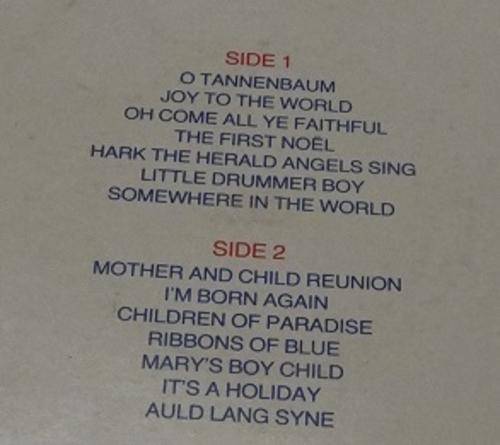 SIDE 1
O TANNENBAUM
JOY TO THE WORLD
OH COME ALL YE FAITHFUL
THE FIRST NOËL
HARK THE HERALD ANGELS SING
LITTLE DRUMMER BOY
SOMEWHERE IN THE WORLD
SIDE 2
MOTHER AND CHILD REUNION
I'M BORN AGAIN
CHILDREN OF PARADISE
RIBBONS OF BLUE
MARY'S BOY CHILD
IT'S A HOLIDAY
AULD LANG SYNE